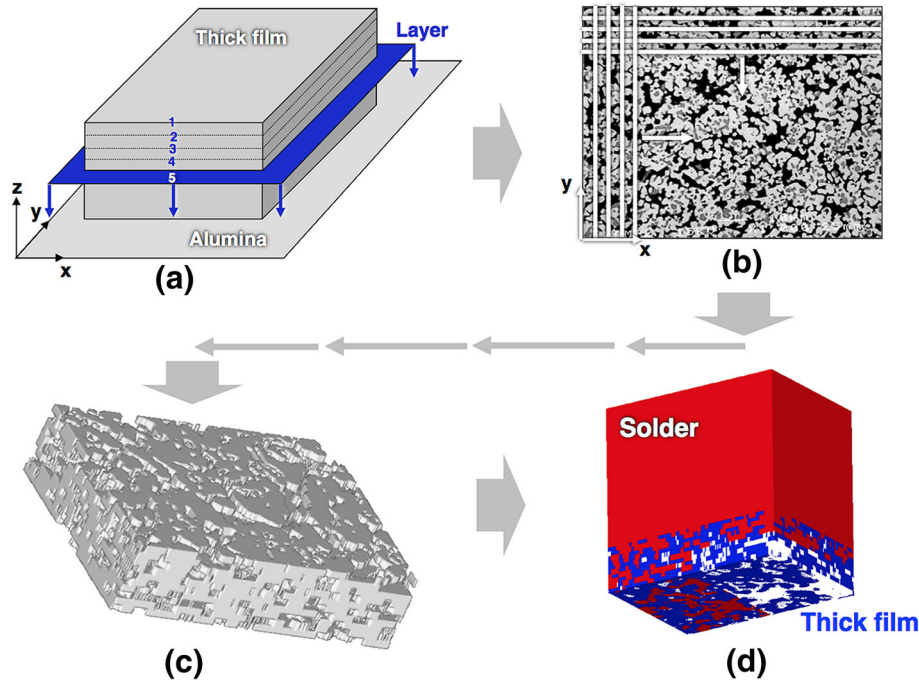 Thick film
Layer
1
2
3
4
5
z
y
x
Alumina
(a)
y
x
(b)
(c)
Solder
Thick film
(d)